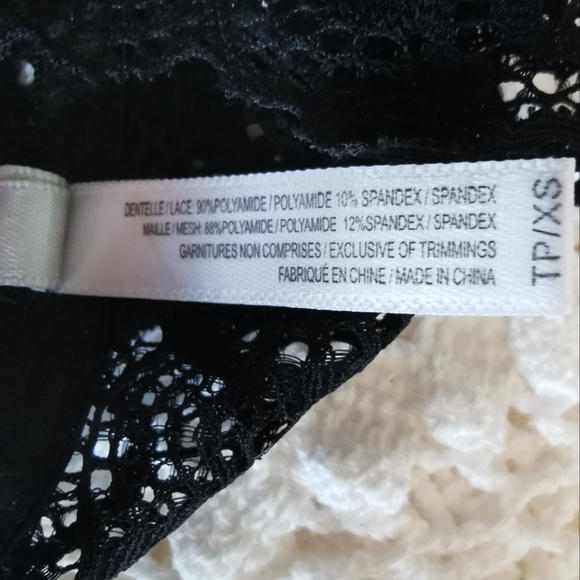 DENTELLE / LACE: 90%POLYAMIDE / POLYAMIDE 10% SPANDEX / SPANDEX
MAILLE / MESH: 88%POLYAMIDE / POLYAMIDE 12%SPANDEX / SPANDEX
GARNITURES NON COMPRISES / EXCLUSIVE OF TRIMMINGS
FABRIQUÉ EN CHINE / MADE IN CHINA
TP/XS